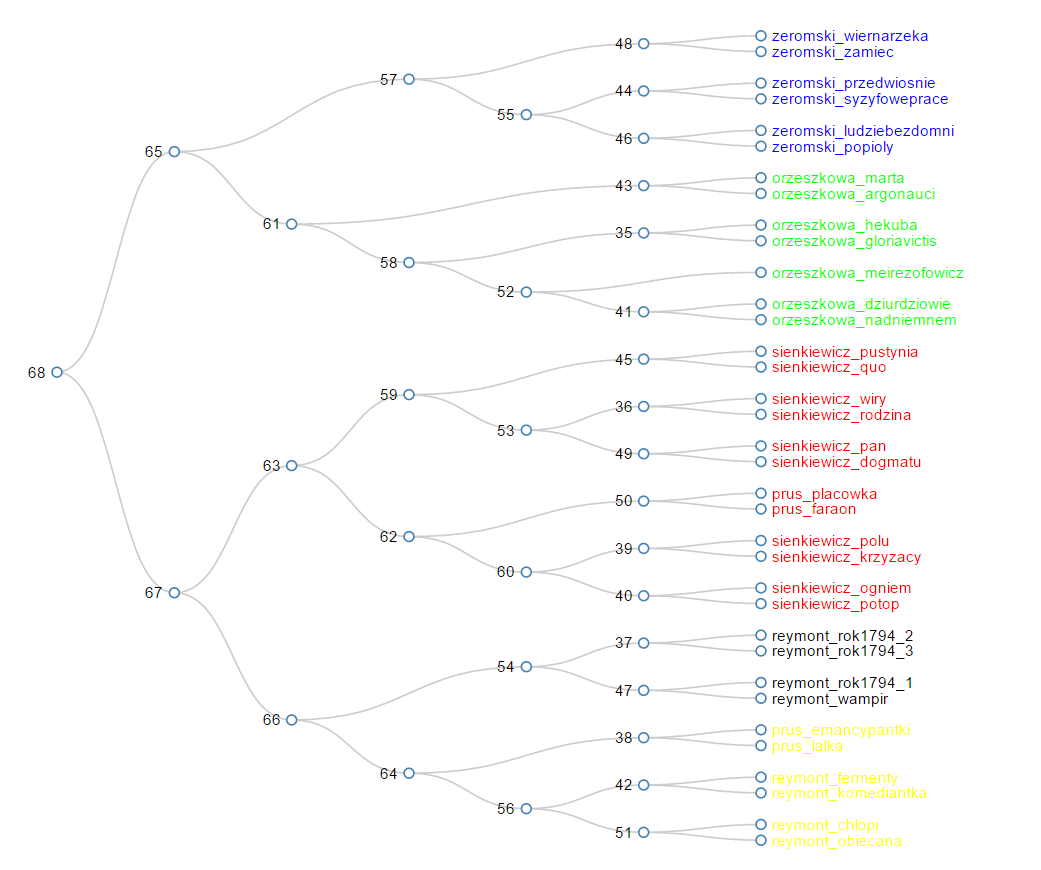 zeromski_wiernarzeka
48
zeromski_zamiec
57
zeromski_przedwiosnie
44
zeromski_syzyfoweprace
55
zeromski_ludziebezdomni
46
zeromski_popioly
65
orzeszkowa_marta
43
orzeszkowa_argonauci
61
orzeszkowa_hekuba
35
orzeszkowa_gloriavictis
58
orzeszkowa_meirezofowicz
52
orzeszkowa_dziurdziowie
41
orzeszkowa_nadniemnem
sienkiewicz_pustynia
45
sienkiewicz_quo
68
59
sienkiewicz_wiry
36
sienkiewicz_rodzina
53
sienkiewicz_pan
49
sienkiewicz_dogmatu
63
prus_placowka
50
prus_faraon
62
sienkiewicz_polu
39
sienkiewicz_krzyzacy
60
sienkiewicz_ogniem
40
sienkiewicz_potop
67
reymont_rok1794_2
37
reymont_rok1794_3
54
reymont_rok1794_1
47
reymont_wampir
66
prus_emancypantki
38
prus_lalka
64
reymont_fermenty
42
reymont_komediantka
56
reymont_chlopi
51
reymont_obiecana